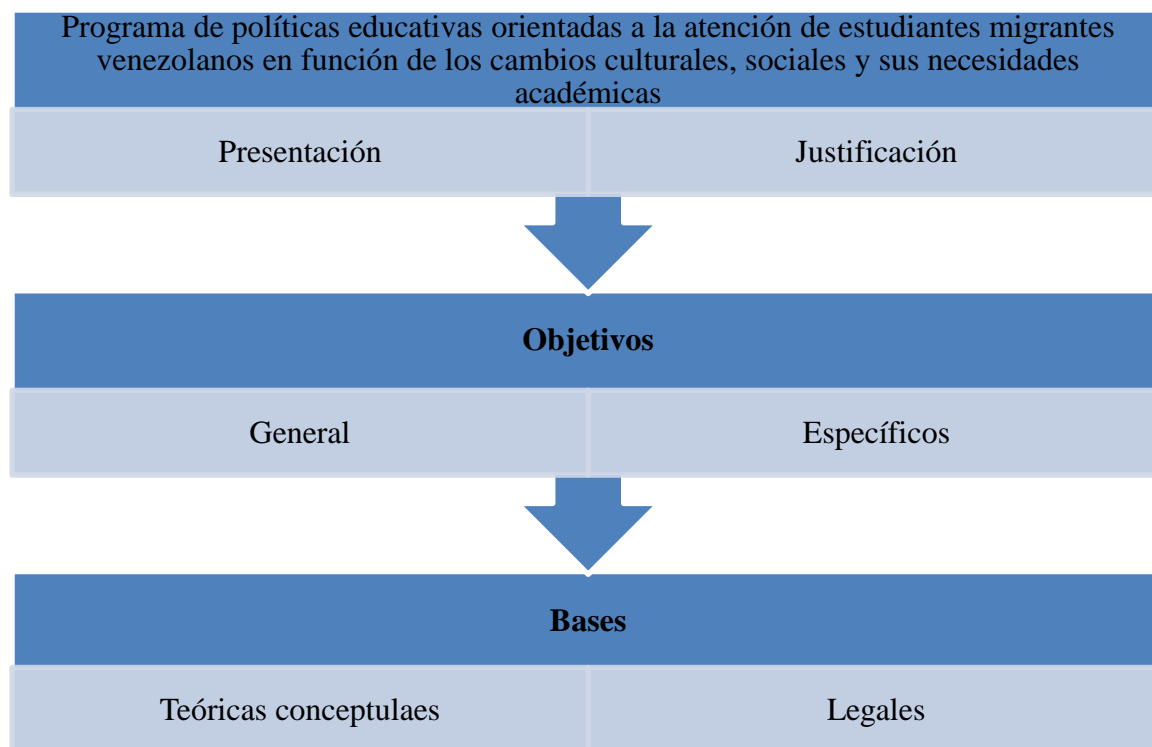 Programa de políticas educativas orientadas a la atención de estudiantes migrantes
venezolanos en función de los cambios culturales, sociales y sus necesidades
académicas
Presentación
Justificación
Objetivos
General
Específicos
Bases
Teóricas conceptulaes
Legales